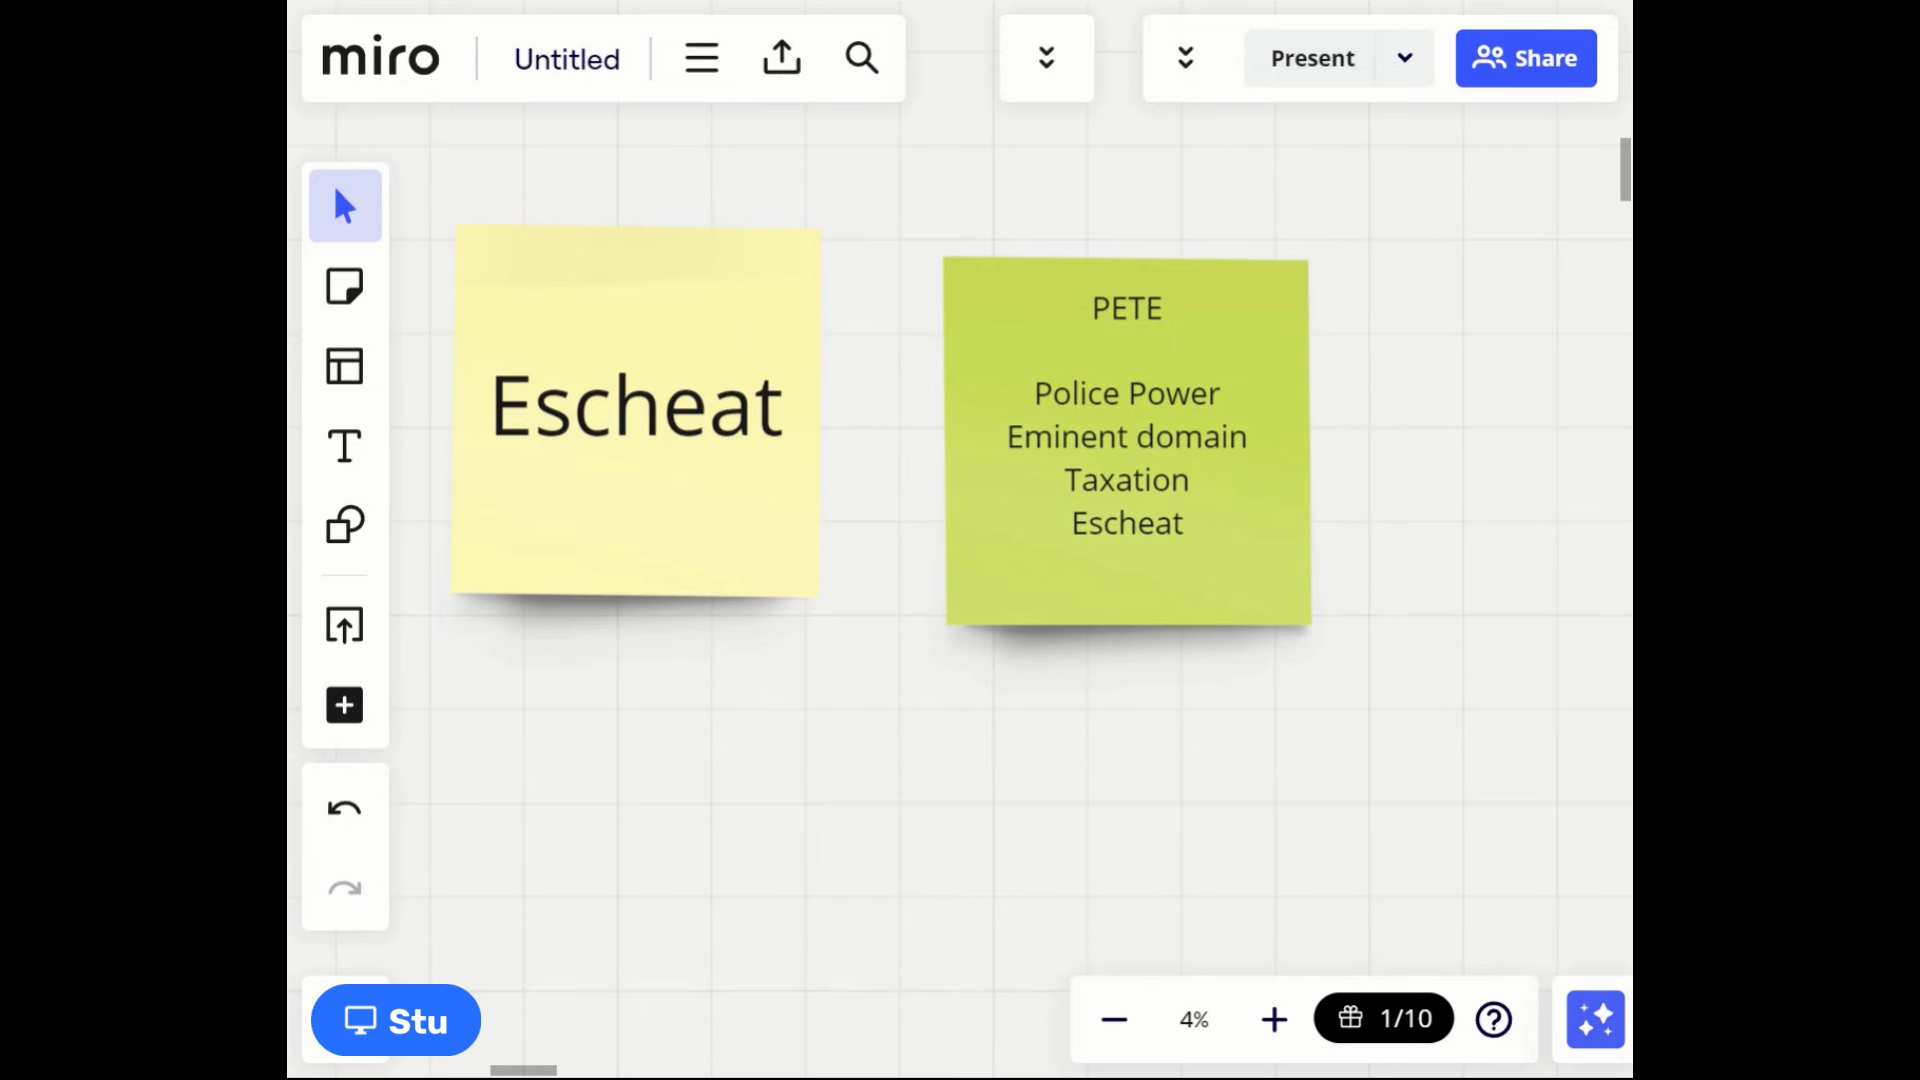 miro
Untitled
Present
Share
Escheat
PETE
Police Power
Eminent domain
Taxation
Escheat
Stu
4%
1/10